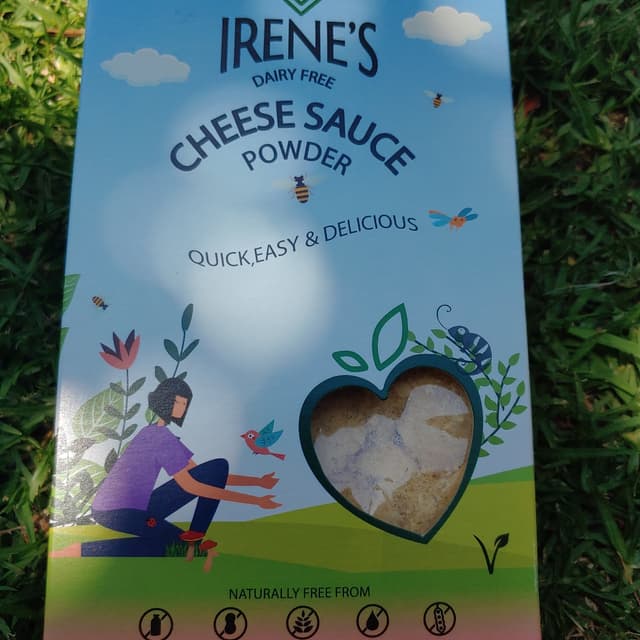 IRENE'S
DAIRY FREE
CHEESE SAUCE
POWDER
QUICK,EASY & DELICIOUS
NATURALLY FREE FROM